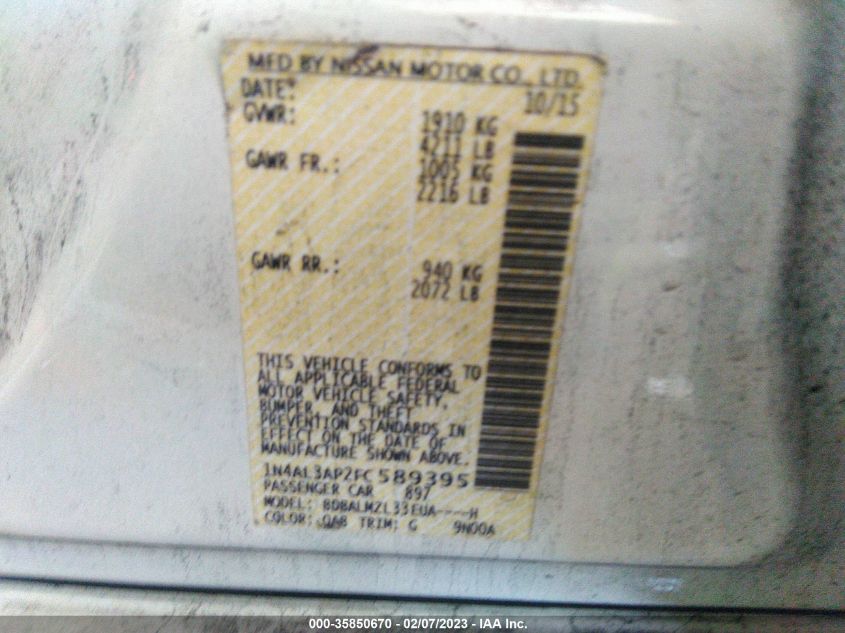 MFD BY NISSAN MOTOR CO., LTD.
DATE: 10/15
GVWR: 1910 KG
4211 LB
GAWR FR.: 1005 KG
2216 LB
GAWR RR.: 940 KG
2072 LB
THIS VEHICLE CONFORMS TO
ALL APPLICABLE FEDERAL
MOTOR VEHICLE SAFETY,
BUMPER, AND THEFT
PREVENTION STANDARDS IN
EFFECT ON THE DATE OF
MANUFACTURE SHOWN ABOVE.
1N4AL3AP2FC589395
PASSENGER CAR 897
MODEL: BDBALMZL33EUA----H
COLOR: QAB TRIM: G 9N00A
000-35850670 - 02/07/2023 - IAA Inc.